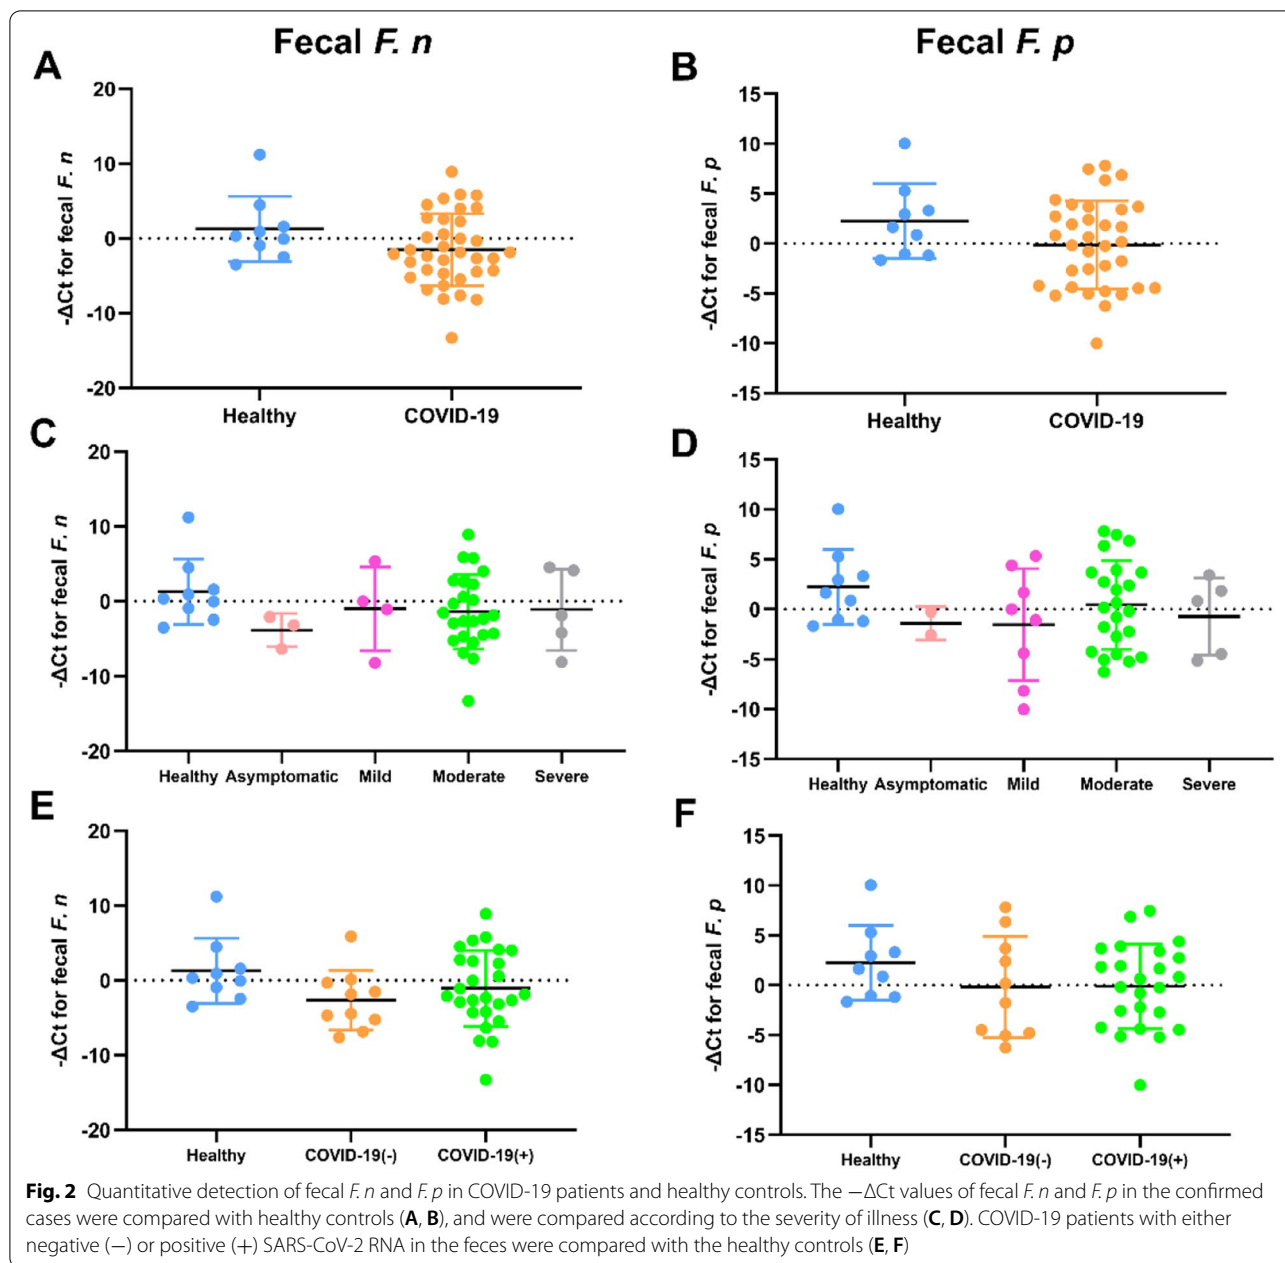 Fecal F. n
Fecal F. p
A
20
10
0
-10
-20
-ΔCt for fecal F. n
Healthy
COVID-19
B
15
10
5
0
-5
-10
-15
-ΔCt for fecal F. p
Healthy
COVID-19
C
20
10
0
-10
-20
-ΔCt for fecal F. n
Healthy
Asymptomatic
Mild
Moderate
Severe
D
15
10
5
0
-5
-10
-15
-ΔCt for fecal F. p
Healthy
Asymptomatic
Mild
Moderate
Severe
E
20
10
0
-10
-20
-ΔCt for fecal F. n
Healthy
COVID-19(-)
COVID-19(+)
F
15
10
5
0
-5
-10
-15
-ΔCt for fecal F. p
Healthy
COVID-19(-)
COVID-19(+)
Fig. 2 Quantitative detection of fecal F. n and F. p in COVID-19 patients and healthy controls. The −ΔCt values of fecal F. n and F. p in the confirmed
cases were compared with healthy controls (A, B), and were compared according to the severity of illness (C, D). COVID-19 patients with either
negative (−) or positive (+) SARS-CoV-2 RNA in the feces were compared with the healthy controls (E, F)